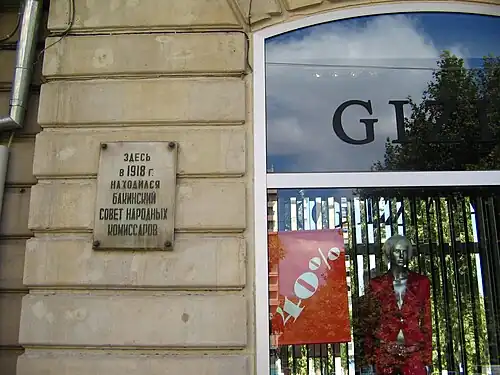 ЗДЕСЬ
в 1918 г.
НАХОДИЛСЯ
БАКИНСКИЙ
СОВЕТ НАРОДНЫХ
КОМИССАРОВ
40%